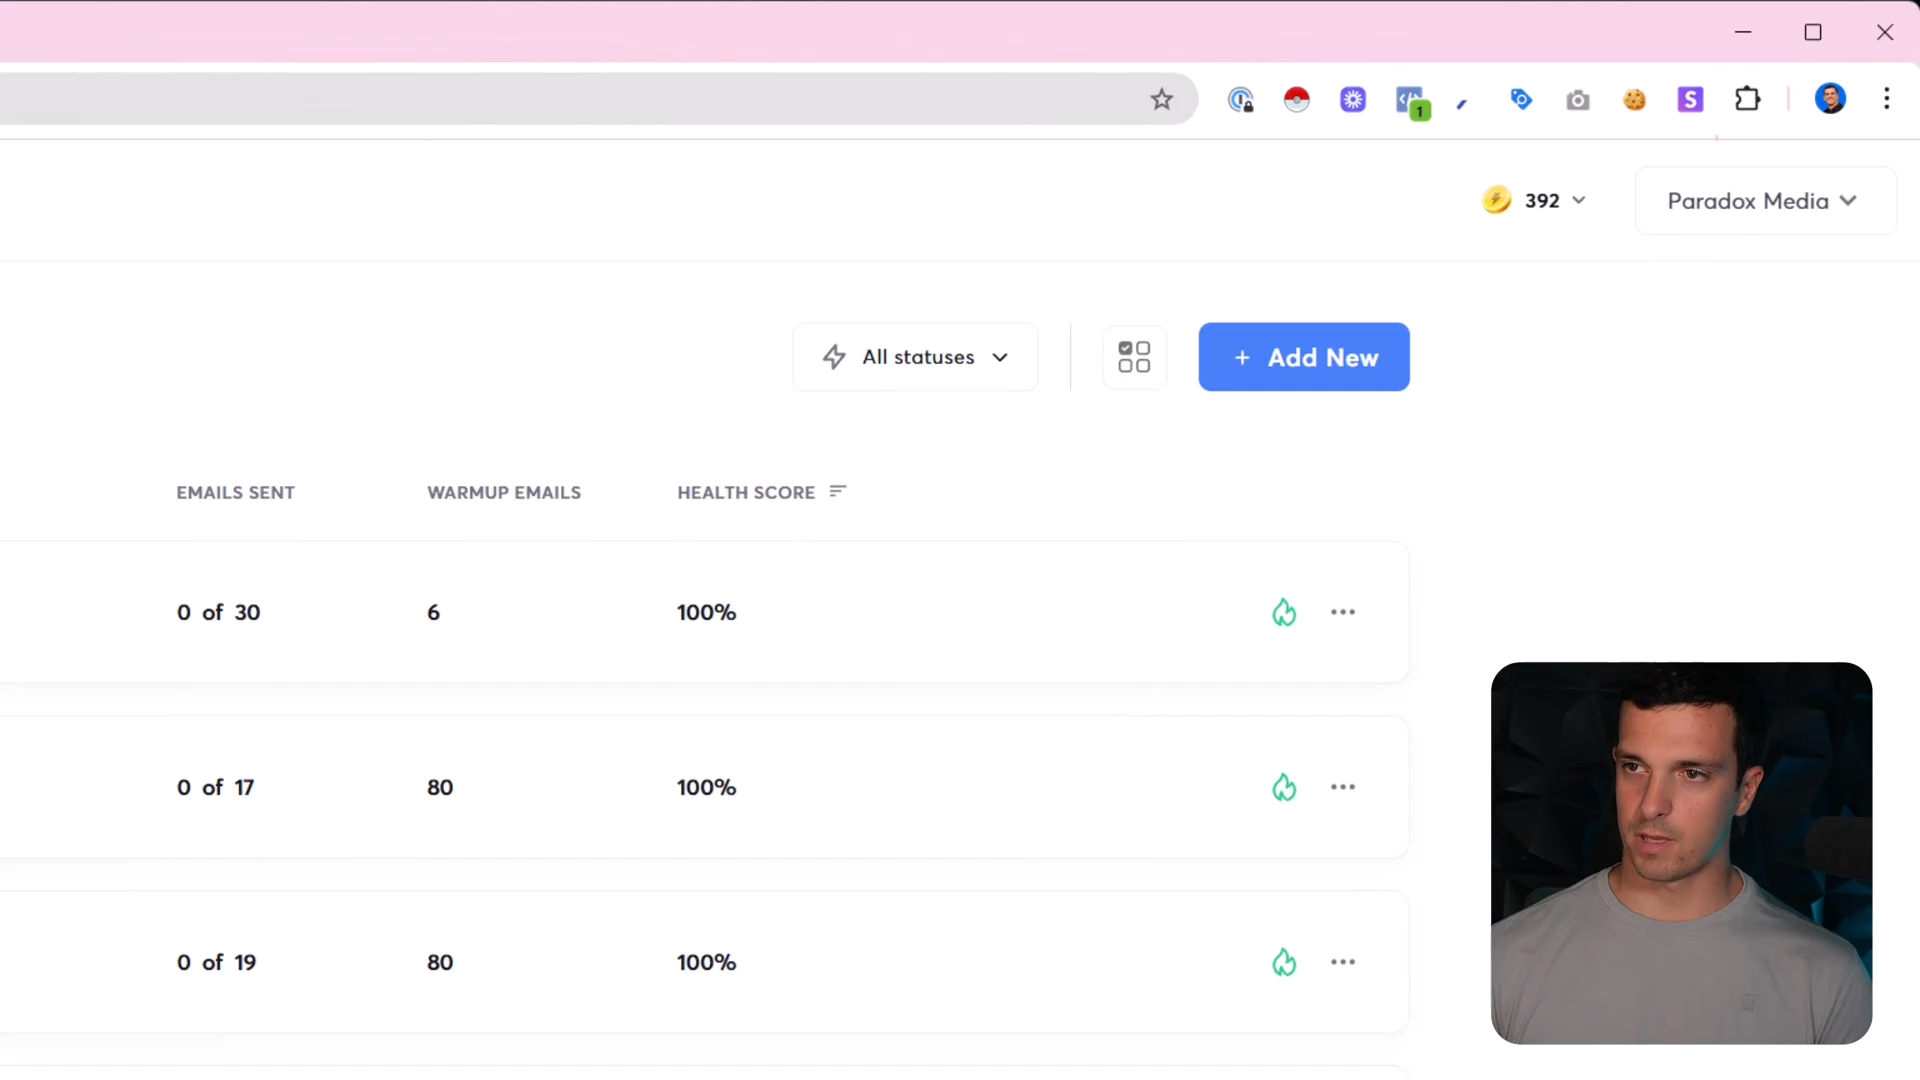 1
S
392
Paradox Media
All statuses
+ Add New
EMAILS SENT
WARMUP EMAILS
HEALTH SCORE
0 of 30
6
100%
0 of 17
80
100%
0 of 19
80
100%